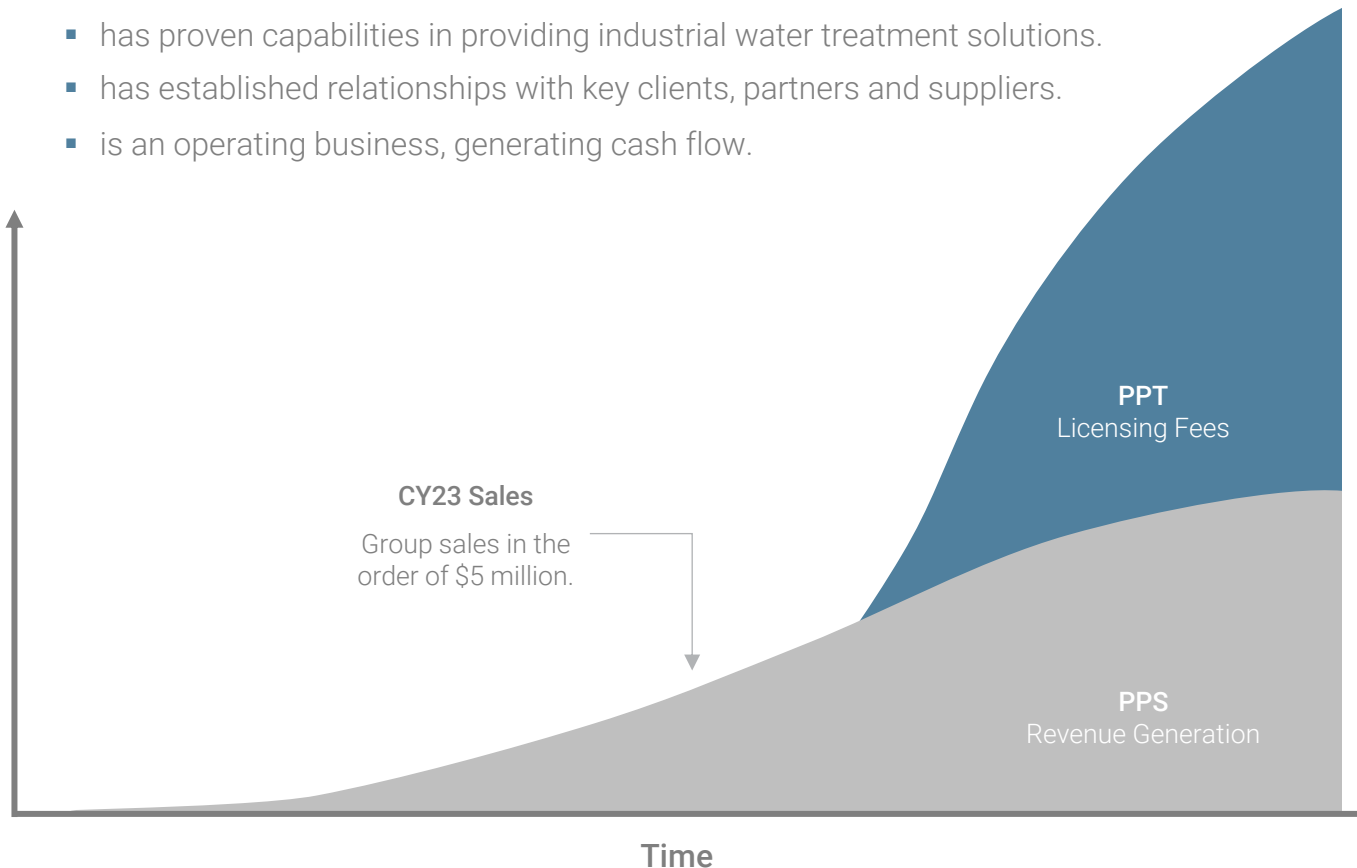 ▪ has proven capabilities in providing industrial water treatment solutions.
▪ has established relationships with key clients, partners and suppliers.
▪ is an operating business, generating cash flow.
PPT
Licensing Fees
CY23 Sales
Group sales in the
order of $5 million.
PPS
Revenue Generation
Time